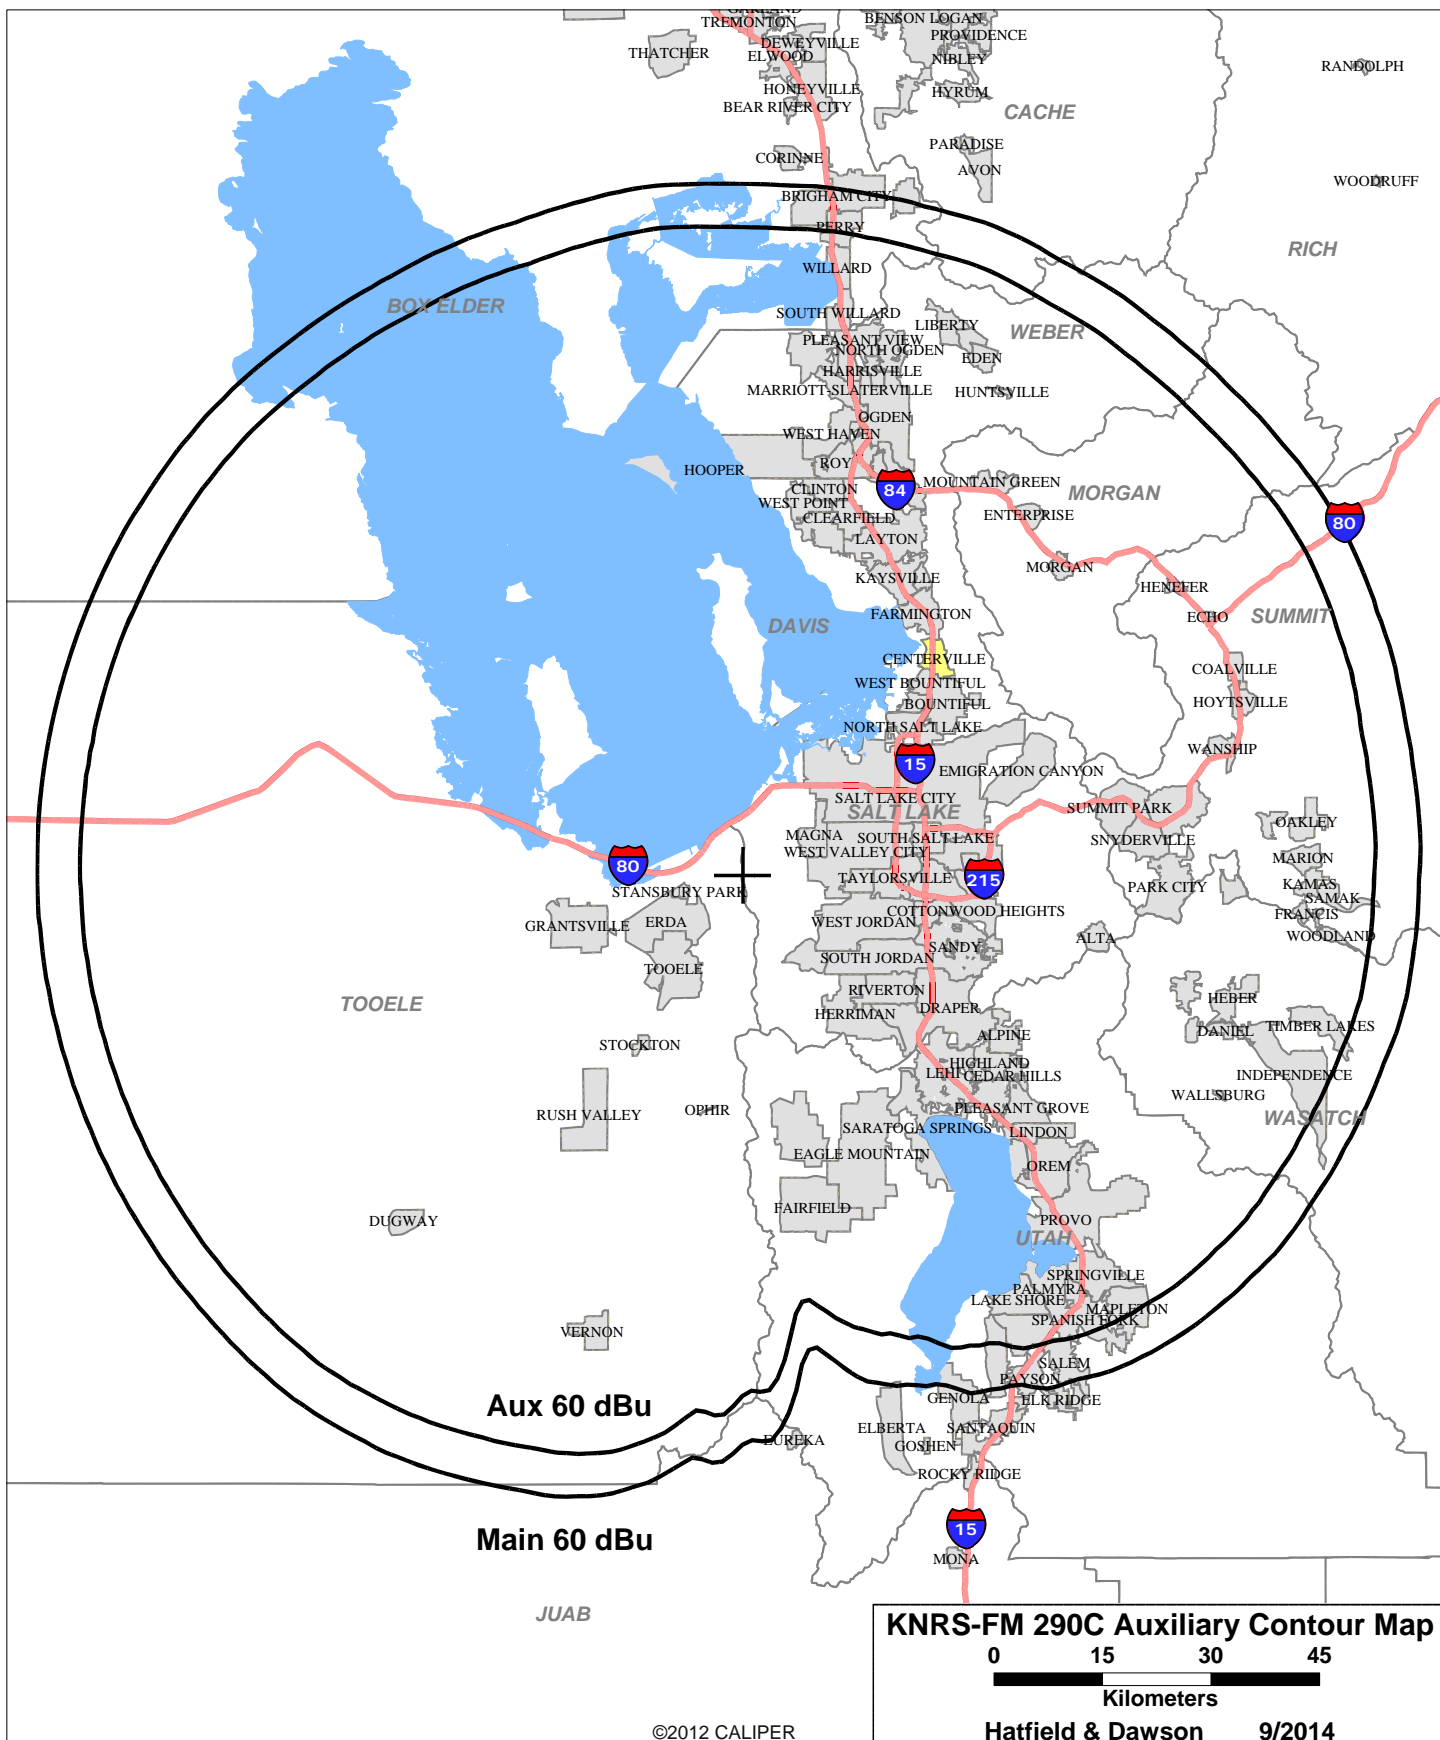 GARLAND
TREMONTON
BENSON LOGAN
PROVIDENCE
THATCHER
DEWEYVILLE
ELWOOD
NIBLEY
RANDOLPH
HONEYVILLE
HYRUM
BEAR RIVER CITY
CACHE
PARADISE
CORINNE
AVON
WOODRUFF
BRIGHAM CITY
PERRY
RICH
WILLARD
BOX ELDER
SOUTH WILLARD
LIBERTY
WEBER
PLEASANT VIEW
NORTH OGDEN
EDEN
HARRISVILLE
MARRIOTT-SLATERVILLE
HUNTSVILLE
OGDEN
WEST HAVEN
ROY
HOOPER
MOUNTAIN GREEN
84
CLINTON
MORGAN
WEST POINT
CLEARFIELD
ENTERPRISE
80
LAYTON
MORGAN
KAYSVILLE
HENEFER
FARMINGTON
ECHO
SUMMIT
DAVIS
CENTERVILLE
COALVILLE
WEST BOUNTIFUL
BOUNTIFUL
HOYTSVILLE
NORTH SALT LAKE
WANSHIP
15
EMIGRATION CANYON
SALT LAKE CITY
SALT LAKE
SUMMIT PARK
OAKLEY
MAGNA
SOUTH SALT LAKE
SNYDERVILLE
WEST VALLEY CITY
MARION
80
TAYLORSVILLE
215
PARK CITY
KAMAS
STANSBURY PARK
SAMAK
COTTONWOOD HEIGHTS
FRANCIS
GRANTSVILLE
ERDA
WEST JORDAN
WOODLAND
ALTA
SANDY
SOUTH JORDAN
TOOELE
RIVERTON
HEBER
TOOELE
DRAPER
HERRIMAN
TIMBER LAKES
DANIEL
ALPINE
STOCKTON
HIGHLAND
LEHI
CEDAR HILLS
INDEPENDENCE
WALLSBURG
PLEASANT GROVE
RUSH VALLEY
OPHIR
WASATCH
SARATOGA SPRINGS
LINDON
EAGLE MOUNTAIN
OREM
FAIRFIELD
DUGWAY
PROVO
UTAH
SPRINGVILLE
PALMYRA
LAKE SHORE
MAPLETON
SPANISH FORK
VERNON
SALEM
PAYSON
GENOLA
ELK RIDGE
Aux 60 dBu
ELBERTA
SANTAQUIN
EUREKA
GOSHEN
ROCKY RIDGE
Main 60 dBu
15
MONA
JUAB
KNRS-FM 290C Auxiliary Contour Map
0 15 30 45
Kilometers
Hatfield & Dawson 9/2014
©2012 CALIPER